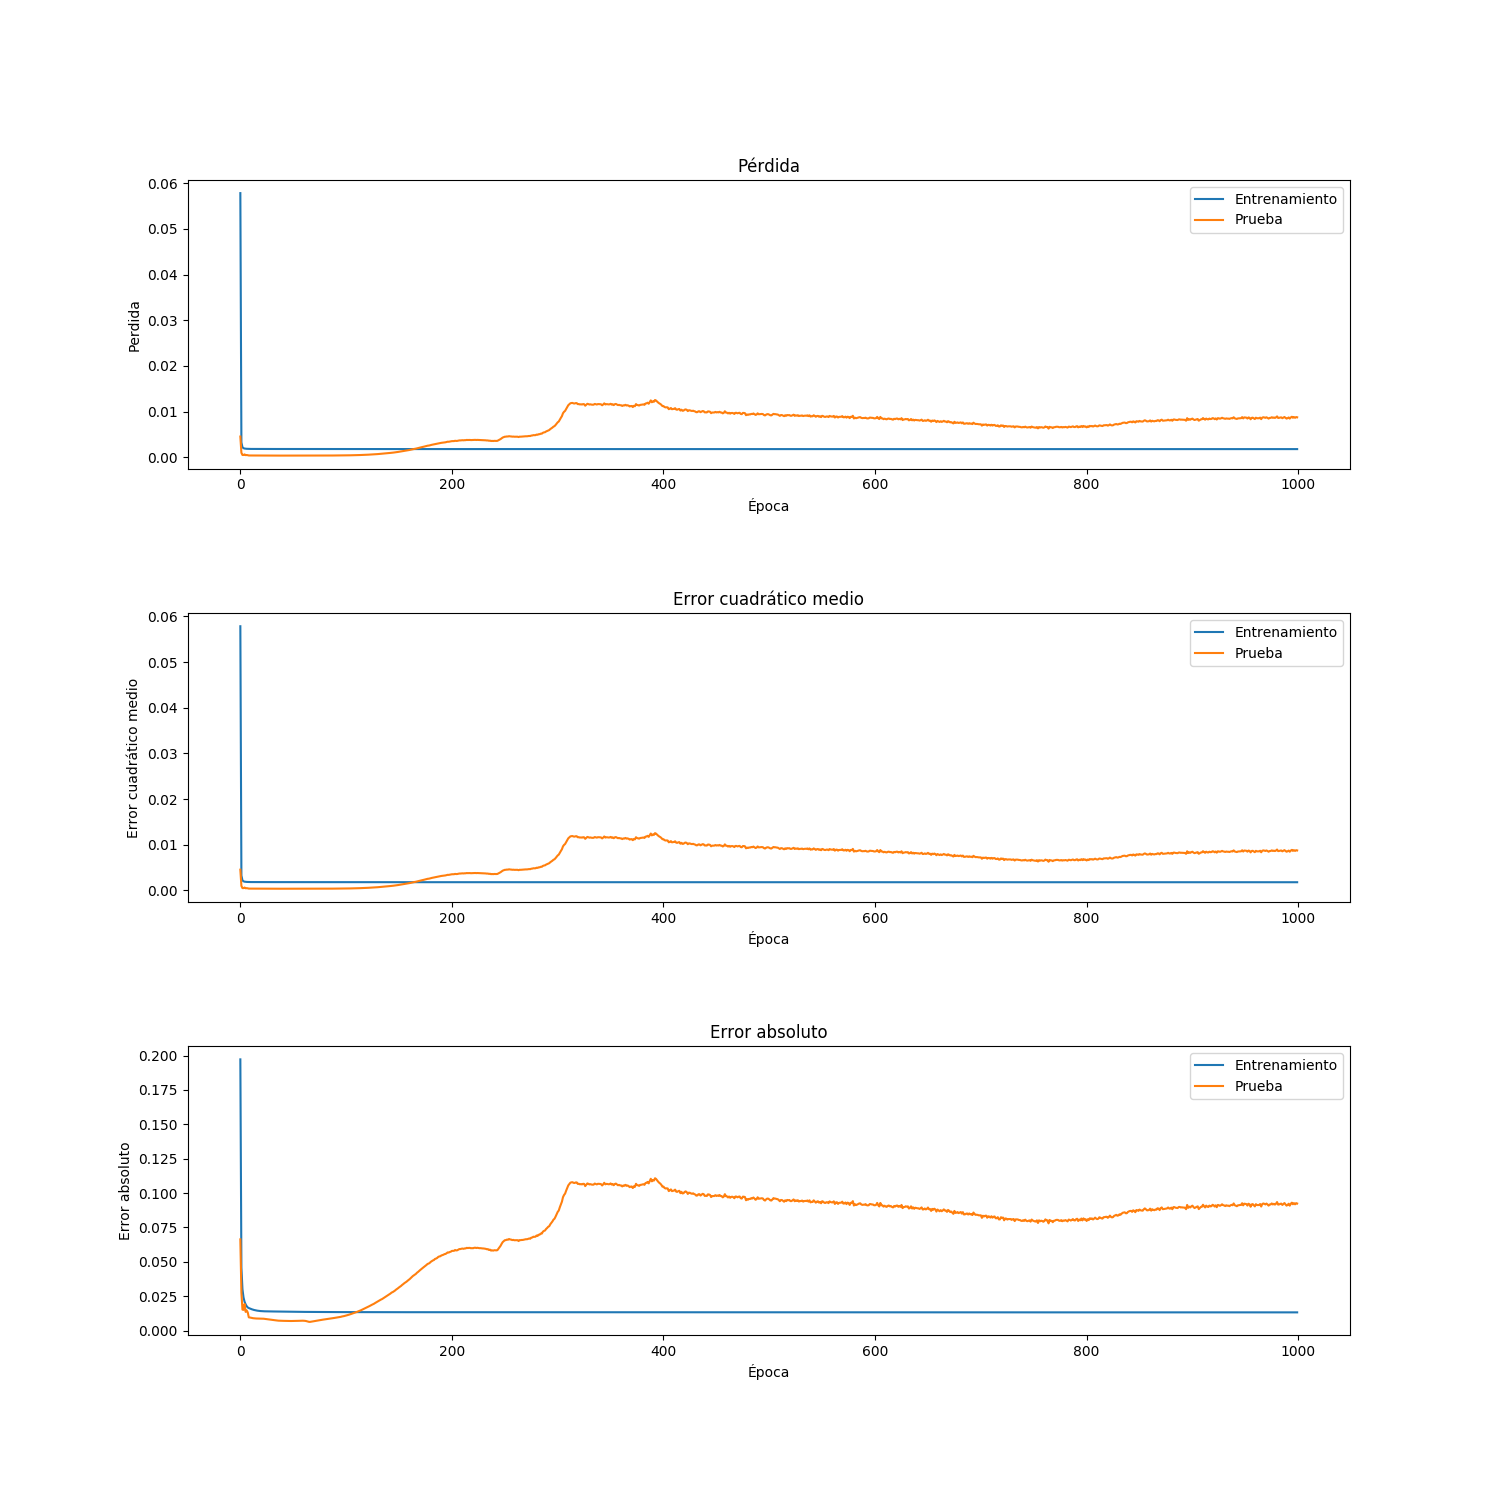 Pérdida
0.06
0.05
0.04
0.03
0.02
0.01
0.00
Perdida
Entrenamiento
Prueba
0 200 400 600 800 1000
Época
Error cuadrático medio
0.06
0.05
0.04
0.03
0.02
0.01
0.00
Error cuadrático medio
Entrenamiento
Prueba
0 200 400 600 800 1000
Época
Error absoluto
0.200
0.175
0.150
0.125
0.100
0.075
0.050
0.025
0.000
Error absoluto
Entrenamiento
Prueba
0 200 400 600 800 1000
Época